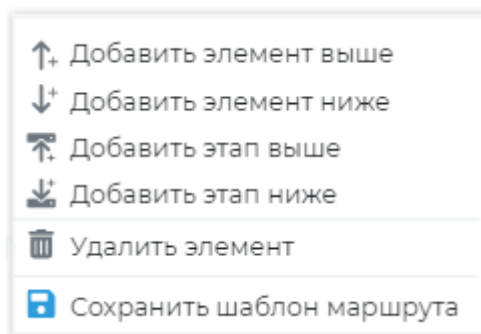 Добавить элемент выше
Добавить элемент ниже
Добавить этап выше
Добавить этап ниже
Удалить элемент
Сохранить шаблон маршрута